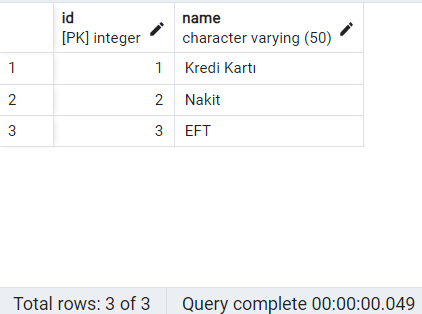 id name
[PK] integer character varying (50)
1 1 Kredi Kartı
2 2 Nakit
3 3 EFT
Total rows: 3 of 3 Query complete 00:00:00.049